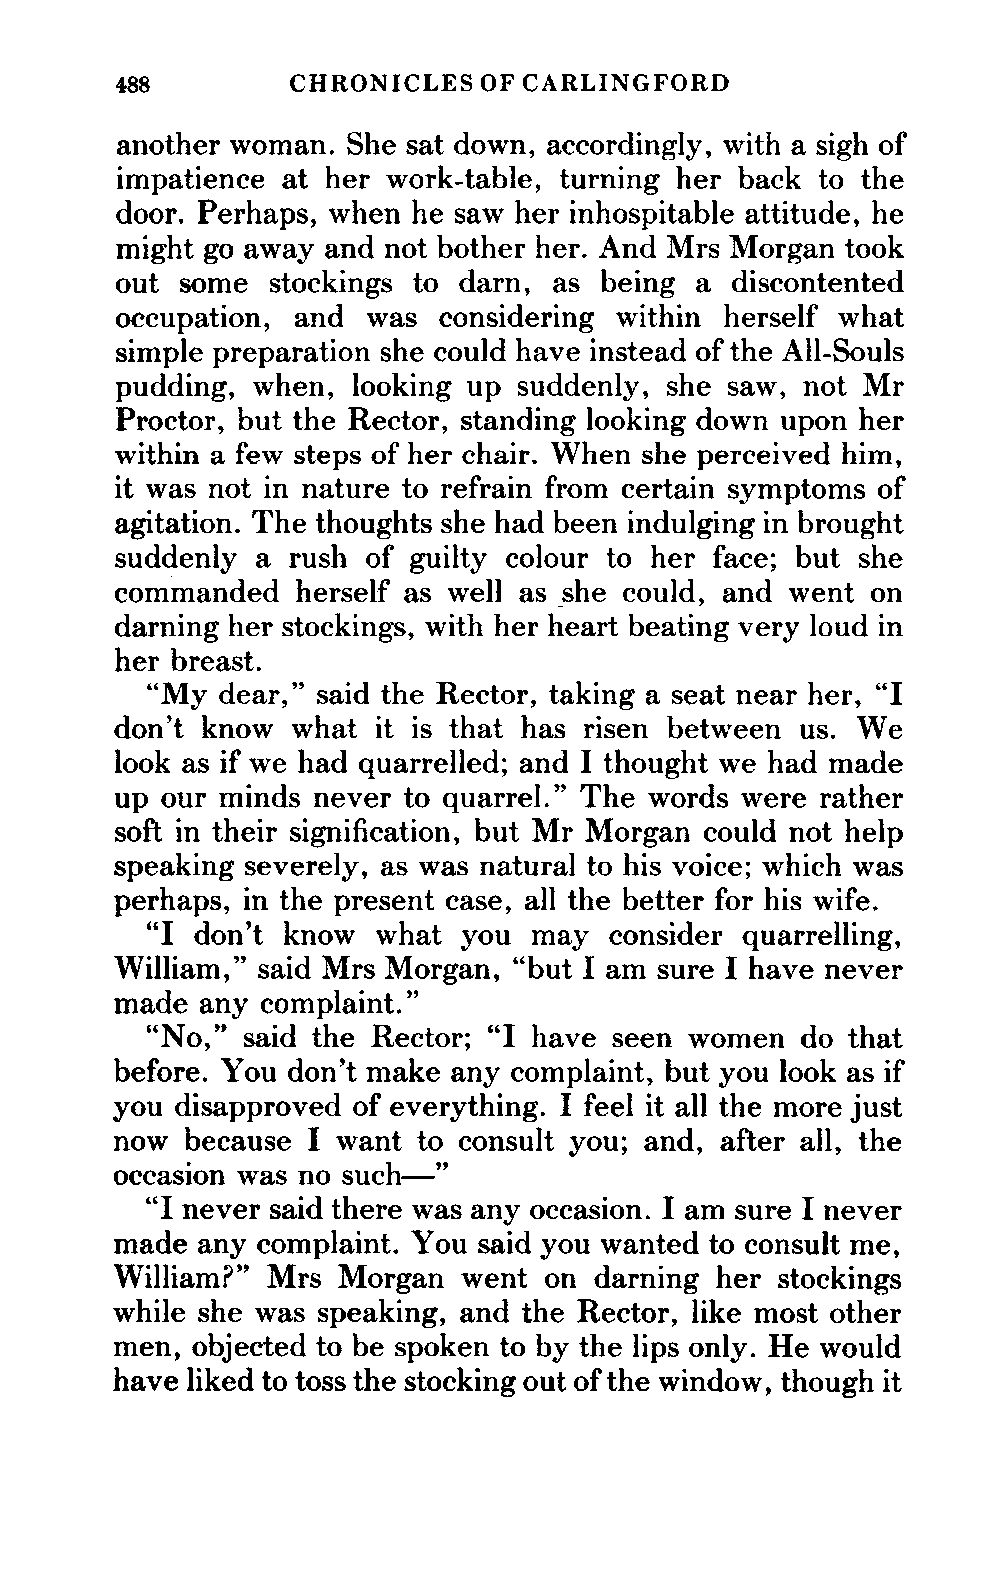 488 CHRONICLES OF CARLINGFORD
another woman. She sat down, accordingly, with a sigh of
impatience at her work-table, turning her back to the
door. Perhaps, when he saw her inhospitable attitude, he
might go away and not bother her. And Mrs Morgan took
out some stockings to darn, as being a discontented
occupation, and was considering within herself what
simple preparation she could have instead of the All-Souls
pudding, when, looking up suddenly, she saw, not Mr
Proctor, but the Rector, standing looking down upon her
within a few steps of her chair. When she perceived him,
it was not in nature to refrain from certain symptoms of
agitation. The thoughts she had been indulging in brought
suddenly a rush of guilty colour to her face; but she
commanded herself as well as she could, and went on
darning her stockings, with her heart beating very loud in
her breast.
“My dear,” said the Rector, taking a seat near her, “I
don’t know what it is that has risen between us. We
look as if we had quarrelled; and I thought we had made
up our minds never to quarrel.” The words were rather
soft in their signification, but Mr Morgan could not help
speaking severely, as was natural to his voice; which was
perhaps, in the present case, all the better for his wife.
“I don’t know what you may consider quarrelling,
William,” said Mrs Morgan, “but I am sure I have never
made any complaint.”
“No,” said the Rector; “I have seen women do that
before. You don’t make any complaint, but you look as if
you disapproved of everything. I feel it all the more just
now because I want to consult you; and, after all, the
occasion was no such—”
“I never said there was any occasion. I am sure I never
made any complaint. You said you wanted to consult me,
William?” Mrs Morgan went on darning her stockings
while she was speaking, and the Rector, like most other
men, objected to be spoken to by the lips only. He would
have liked to toss the stocking out of the window, though it